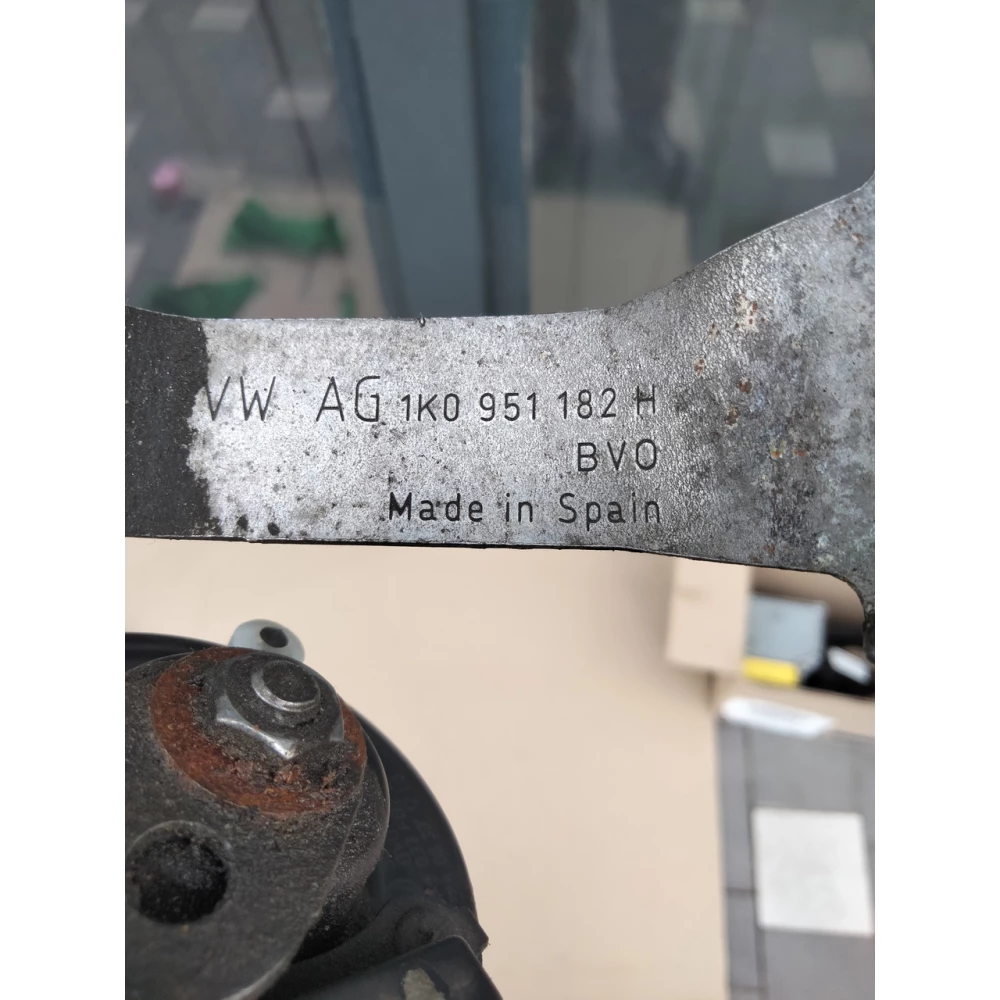 VW AG 1K0 951 182 H
BVO
Made in Spain